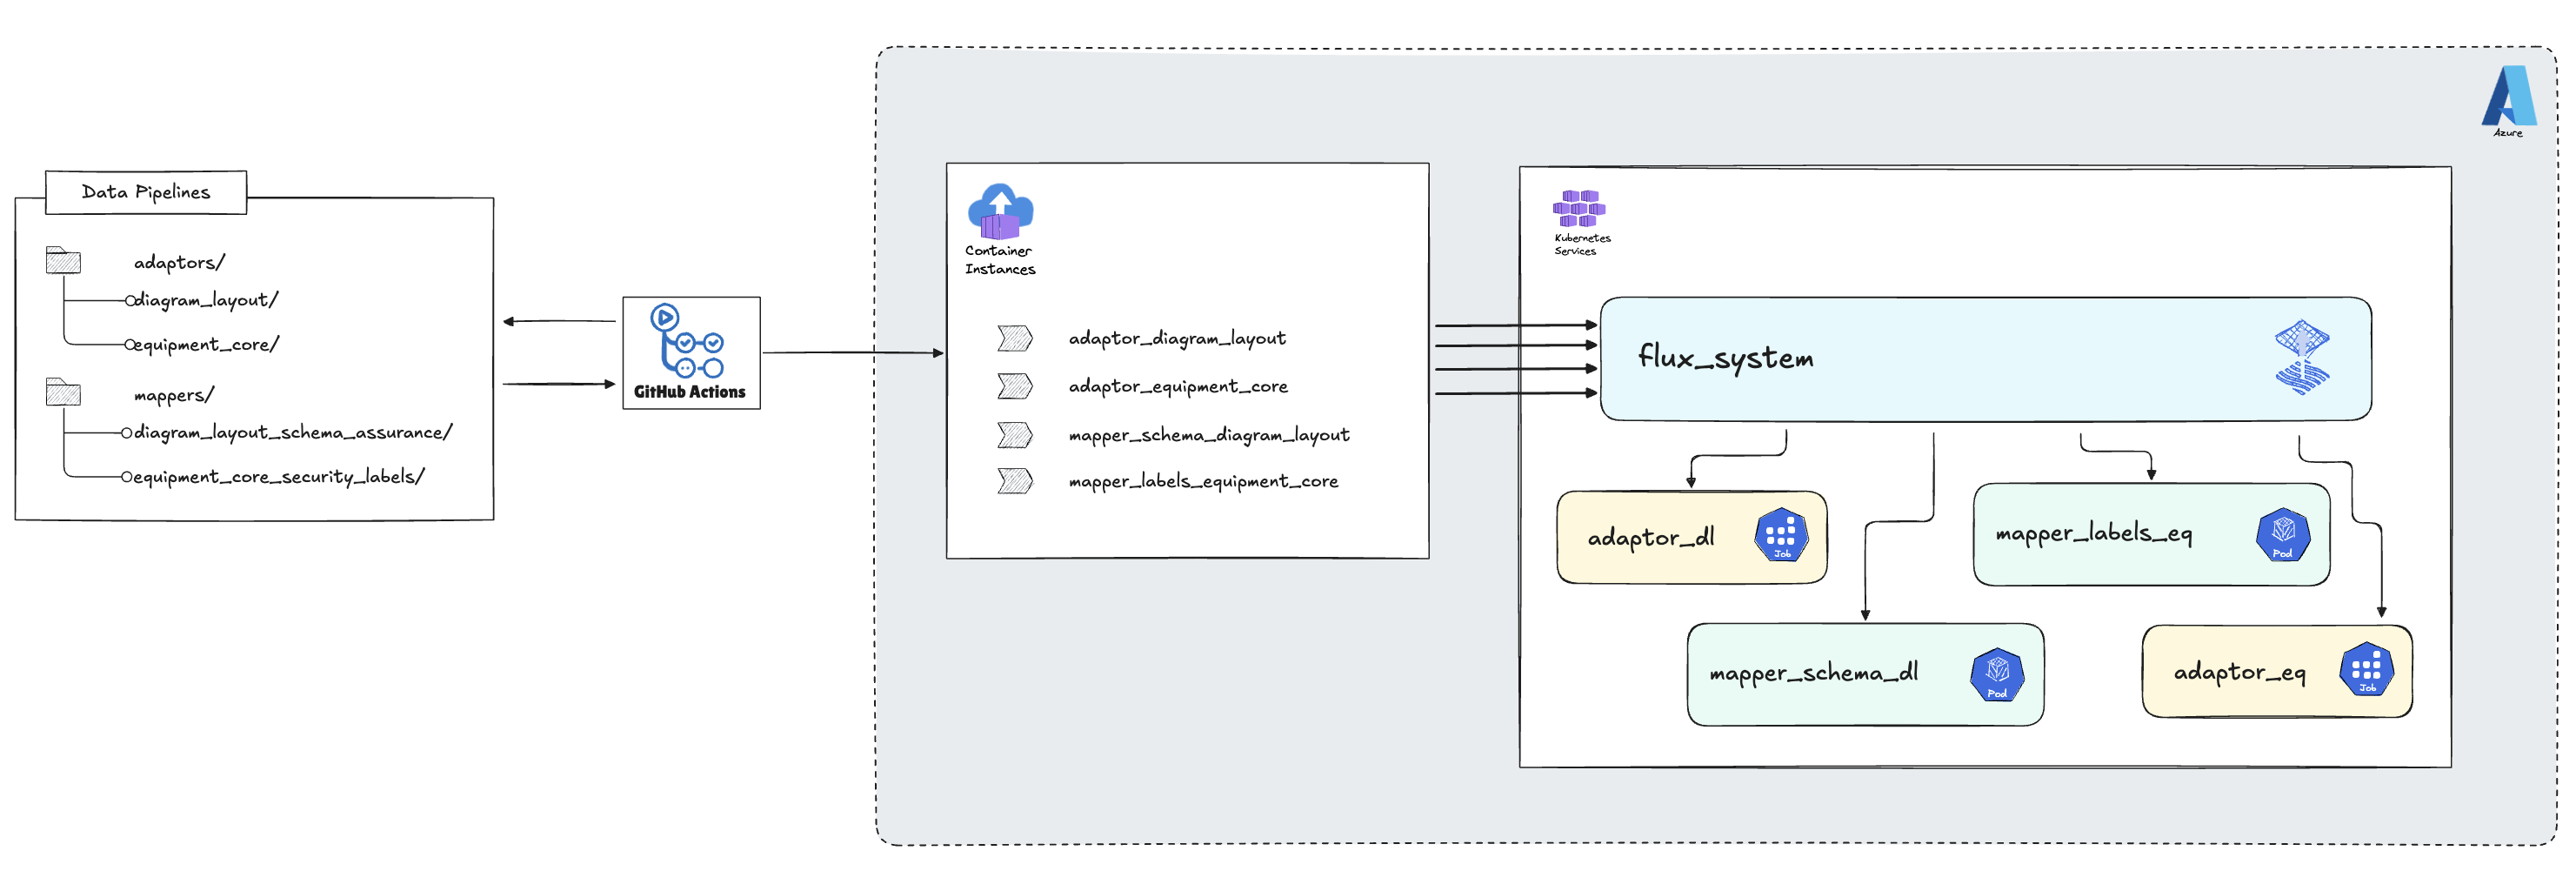 Azure
Data Pipelines
adaptors/
diagram_layout/
equipment_core/
mappers/
diagram_layout_schema_assurance/
equipment_core_security_labels/
GitHub Actions
Container
Instances
adaptor_diagram_layout
adaptor_equipment_core
mapper_schema_diagram_layout
mapper_labels_equipment_core
Kubernetes
Services
flux_system
adaptor_dl
Job
mapper_labels_eq
Pod
mapper_schema_dl
Pod
adaptor_eq
Job